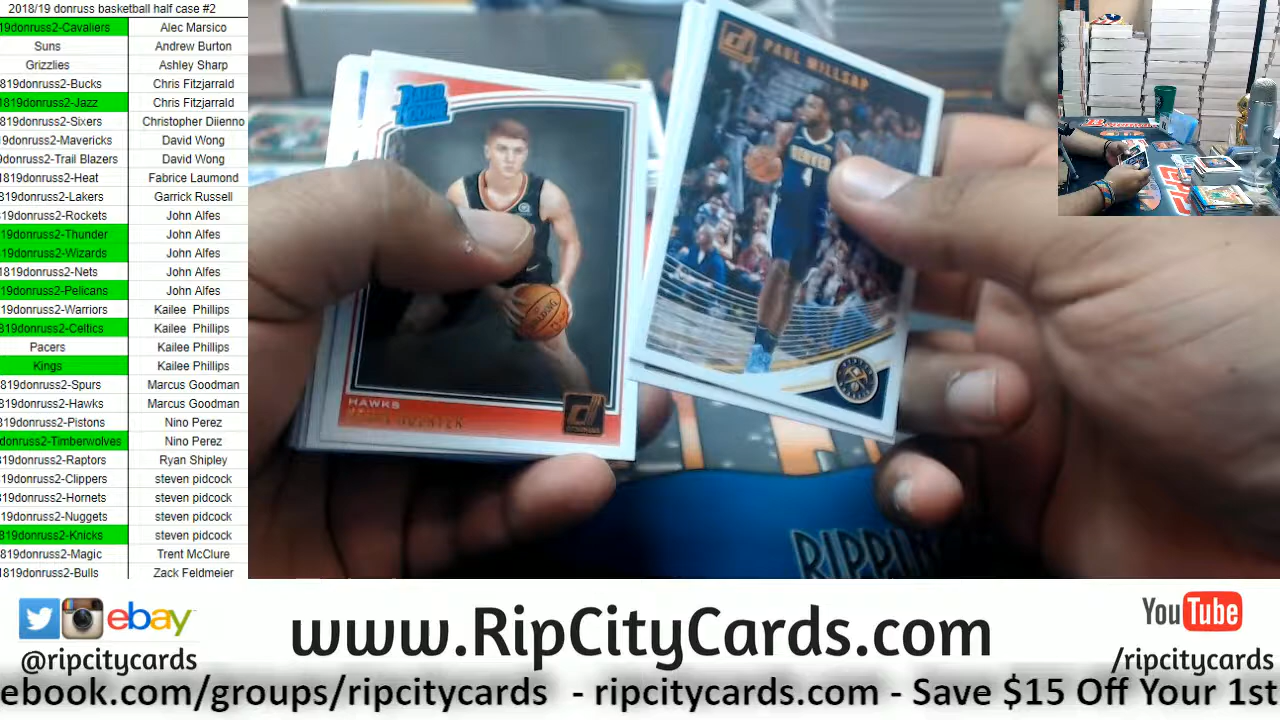 2018/19 donruss basketball half case #2
19donruss2-Cavaliers Alec Marsico
Suns Andrew Burton
Grizzlies Ashley Sharp
819donruss2-Bucks Chris Fitzjarrald
819donruss2-Jazz Chris Fitzjarrald
1819donruss2-Sixers Christopher Diienno
9donruss2-Mavericks David Wong
9donruss2-Trail Blazers David Wong
819donruss2-Heat Fabrice Laumond
19donruss2-Lakers Garrick Russell
19donruss2-Rockets John Alfes
19donruss2-Thunder John Alfes
19donruss2-Wizards John Alfes
1819donruss2-Nets John Alfes
19donruss2-Pelicans John Alfes
19donruss2-Warriors Kailee Phillips
819donruss2-Celtics Kailee Phillips
Pacers Kailee Phillips
Kings Kailee Phillips
819donruss2-Spurs Marcus Goodman
819donruss2-Hawks Marcus Goodman
19donruss2-Pistons Nino Perez
donruss2-Timberwolves Nino Perez
819donruss2-Raptors Ryan Shipley
19donruss2-Clippers steven pidcock
19donruss2-Hornets steven pidcock
19donruss2-Nuggets steven pidcock
819donruss2-Knicks steven pidcock
819donruss2-Magic Trent McClure
1819donruss2-Bulls Zack Feldmeier
PAUL MILLSAP
DENVER
4
Rated
Rookie
SPALDING
HAWKS
RIPPIN
ebay
@ripcitycards
www.RipCityCards.com
YouTube
/ripcitycards
ebook.com/groups/ripcitycards - ripcitycards.com - Save $15 Off Your 1st